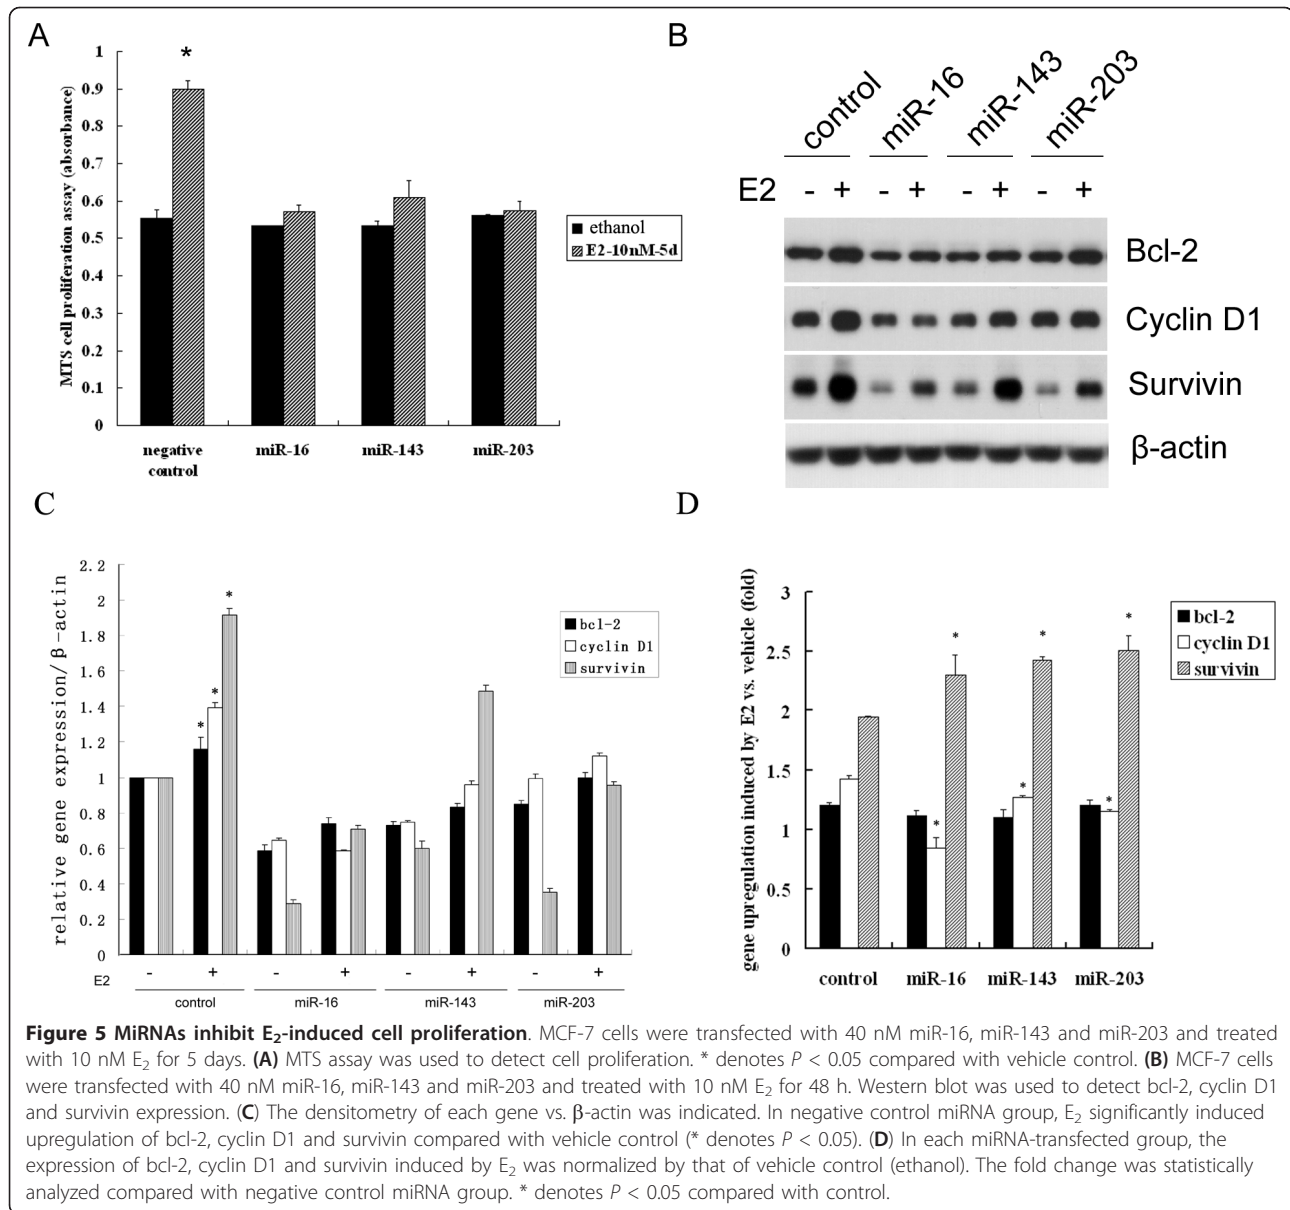 A
MTS cell proliferation assay (absorbance)
1
0.9
0.8
0.7
0.6
0.5
0.4
0.3
0.2
0.1
0
*
negative control
miR-16
miR-143
miR-203
ethanol
E2-10nM-5d
B
control
miR-16
miR-143
miR-203
E2 - + - + - + - +
Bcl-2
Cyclin D1
Survivin
β-actin
C
relative gene expression/β-actin
2.2
2
1.8
1.6
1.4
1.2
1
0.8
0.6
0.4
0.2
0
*
*
*
bcl-2
cyclin D1
survivin
E2 - + - + - + - +
control miR-16 miR-143 miR-203
D
gene upregulation induced by E2 vs. vehicle (fold)
3
2.5
2
1.5
1
0.5
0
* * *
* * *
bcl-2
cyclin D1
survivin
control miR-16 miR-143 miR-203
Figure 5 MiRNAs inhibit E₂-induced cell proliferation. MCF-7 cells were transfected with 40 nM miR-16, miR-143 and miR-203 and treated
with 10 nM E₂ for 5 days. (A) MTS assay was used to detect cell proliferation. * denotes P < 0.05 compared with vehicle control. (B) MCF-7 cells
were transfected with 40 nM miR-16, miR-143 and miR-203 and treated with 10 nM E₂ for 48 h. Western blot was used to detect bcl-2, cyclin D1
and survivin expression. (C) The densitometry of each gene vs. β-actin was indicated. In negative control miRNA group, E₂ significantly induced
upregulation of bcl-2, cyclin D1 and survivin compared with vehicle control (* denotes P < 0.05). (D) In each miRNA-transfected group, the
expression of bcl-2, cyclin D1 and survivin induced by E₂ was normalized by that of vehicle control (ethanol). The fold change was statistically
analyzed compared with negative control miRNA group. * denotes P < 0.05 compared with control.